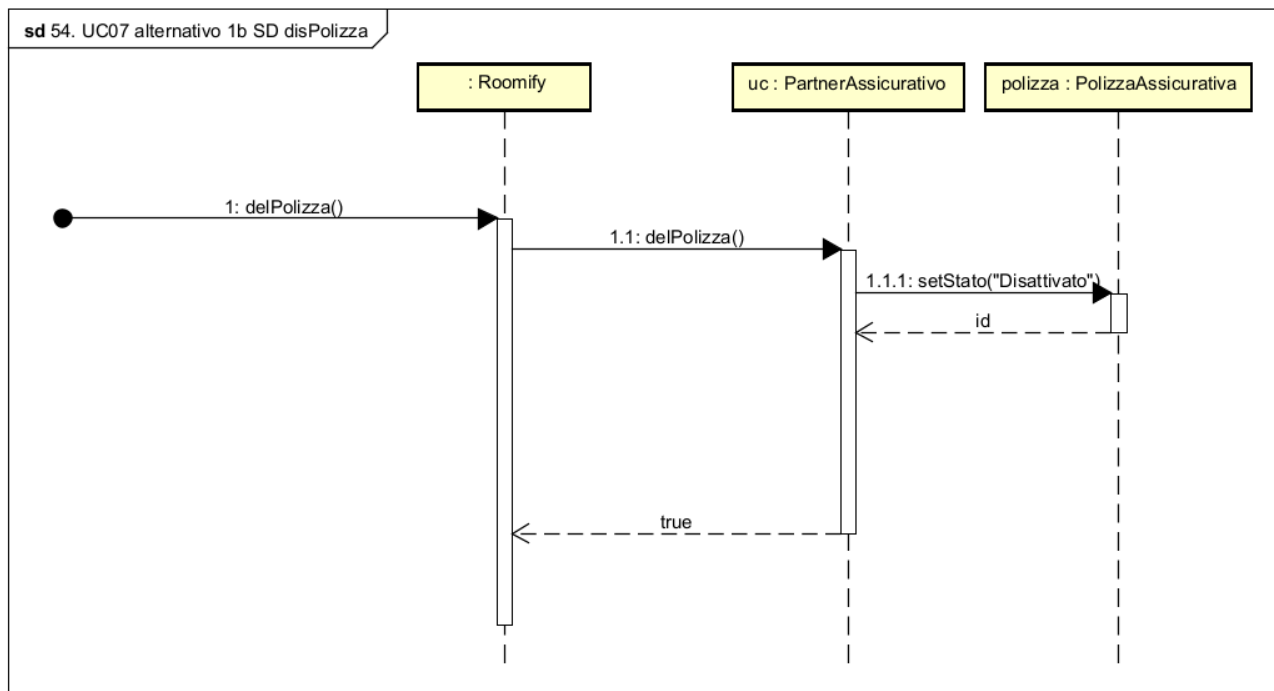 sd 54. UC07 alternativo 1b SD disPolizza
: Roomify
uc : PartnerAssicurativo
polizza : PolizzaAssicurativa
1: delPolizza()
1.1: delPolizza()
1.1.1: setStato("Disattivato")
id
true